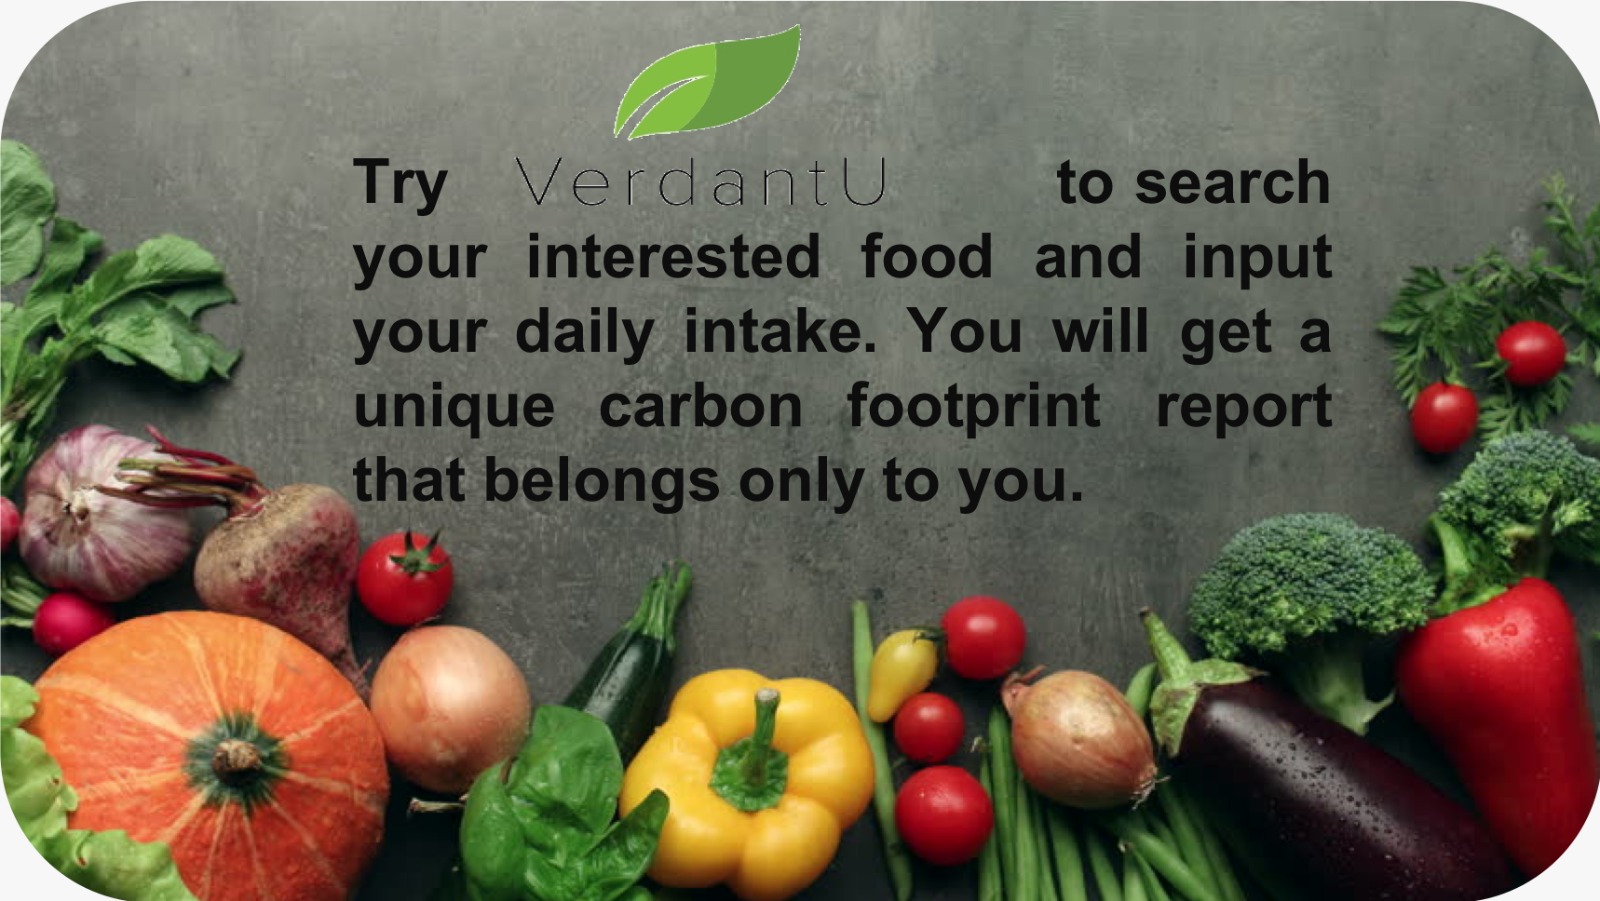 Try VerdantU to search
your interested food and input
your daily intake. You will get a
unique carbon footprint report
that belongs only to you.